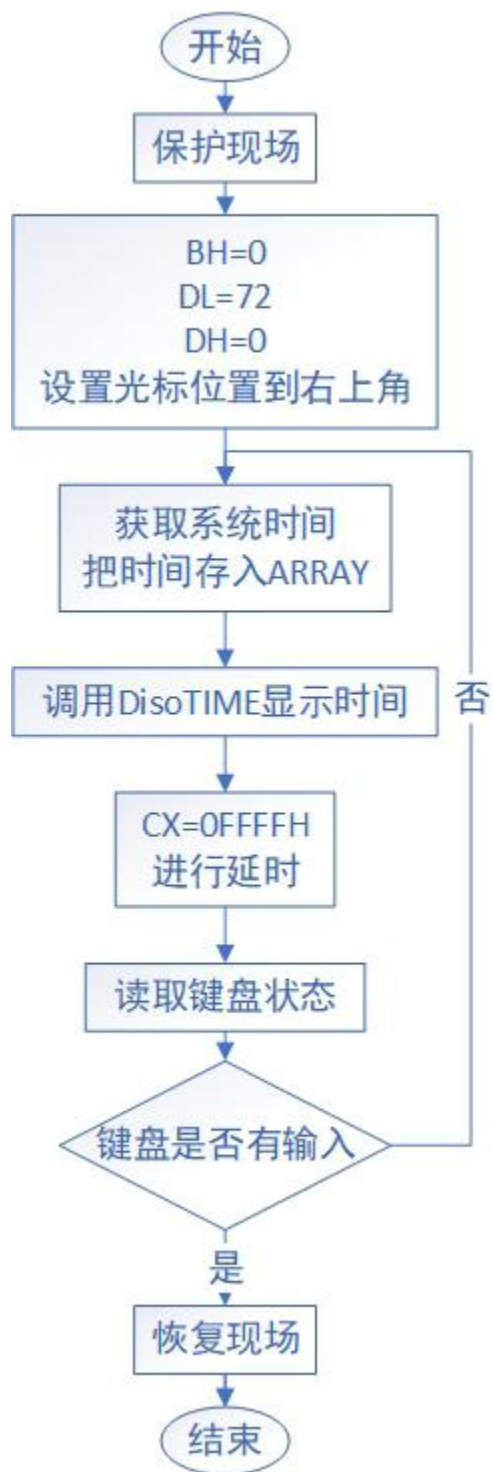 开始
保护现场
BH=0
DL=72
DH=0
设置光标位置到右上角
获取系统时间
把时间存入ARRAY
调用DisoTIME显示时间
否
CX=0FFFFH
进行延时
读取键盘状态
键盘是否有输入
是
恢复现场
结束